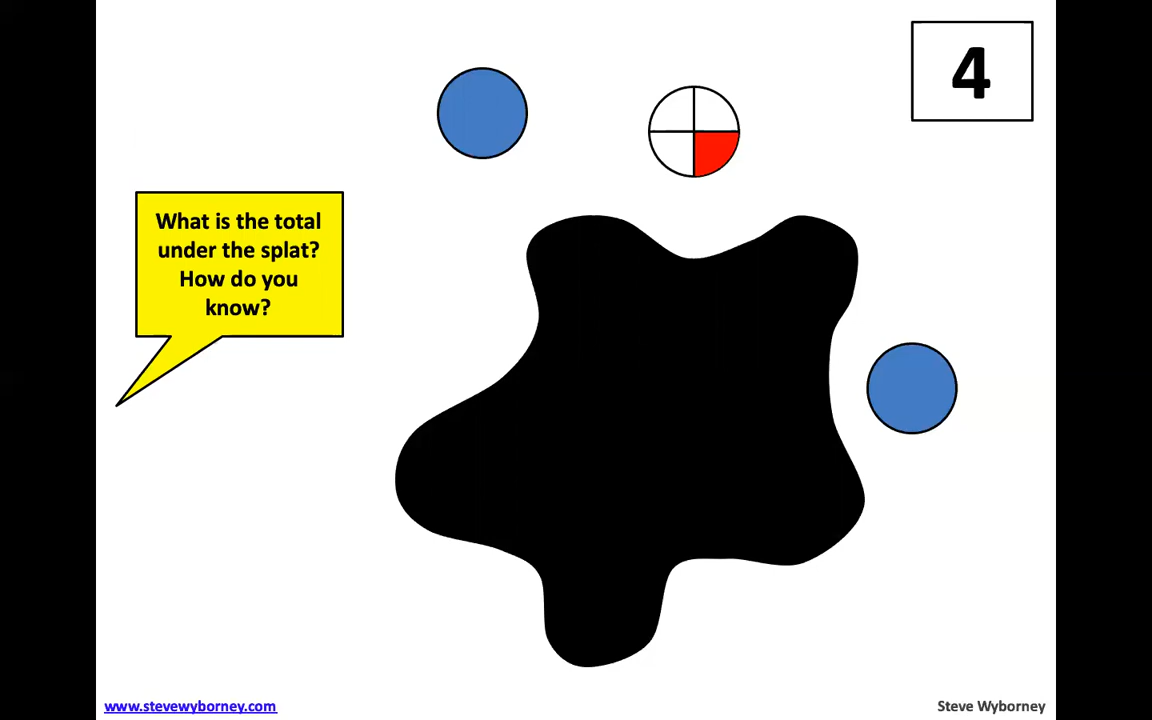 4
What is the total
under the splat?
How do you
know?
www.stevewyborney.com
Steve Wyborney